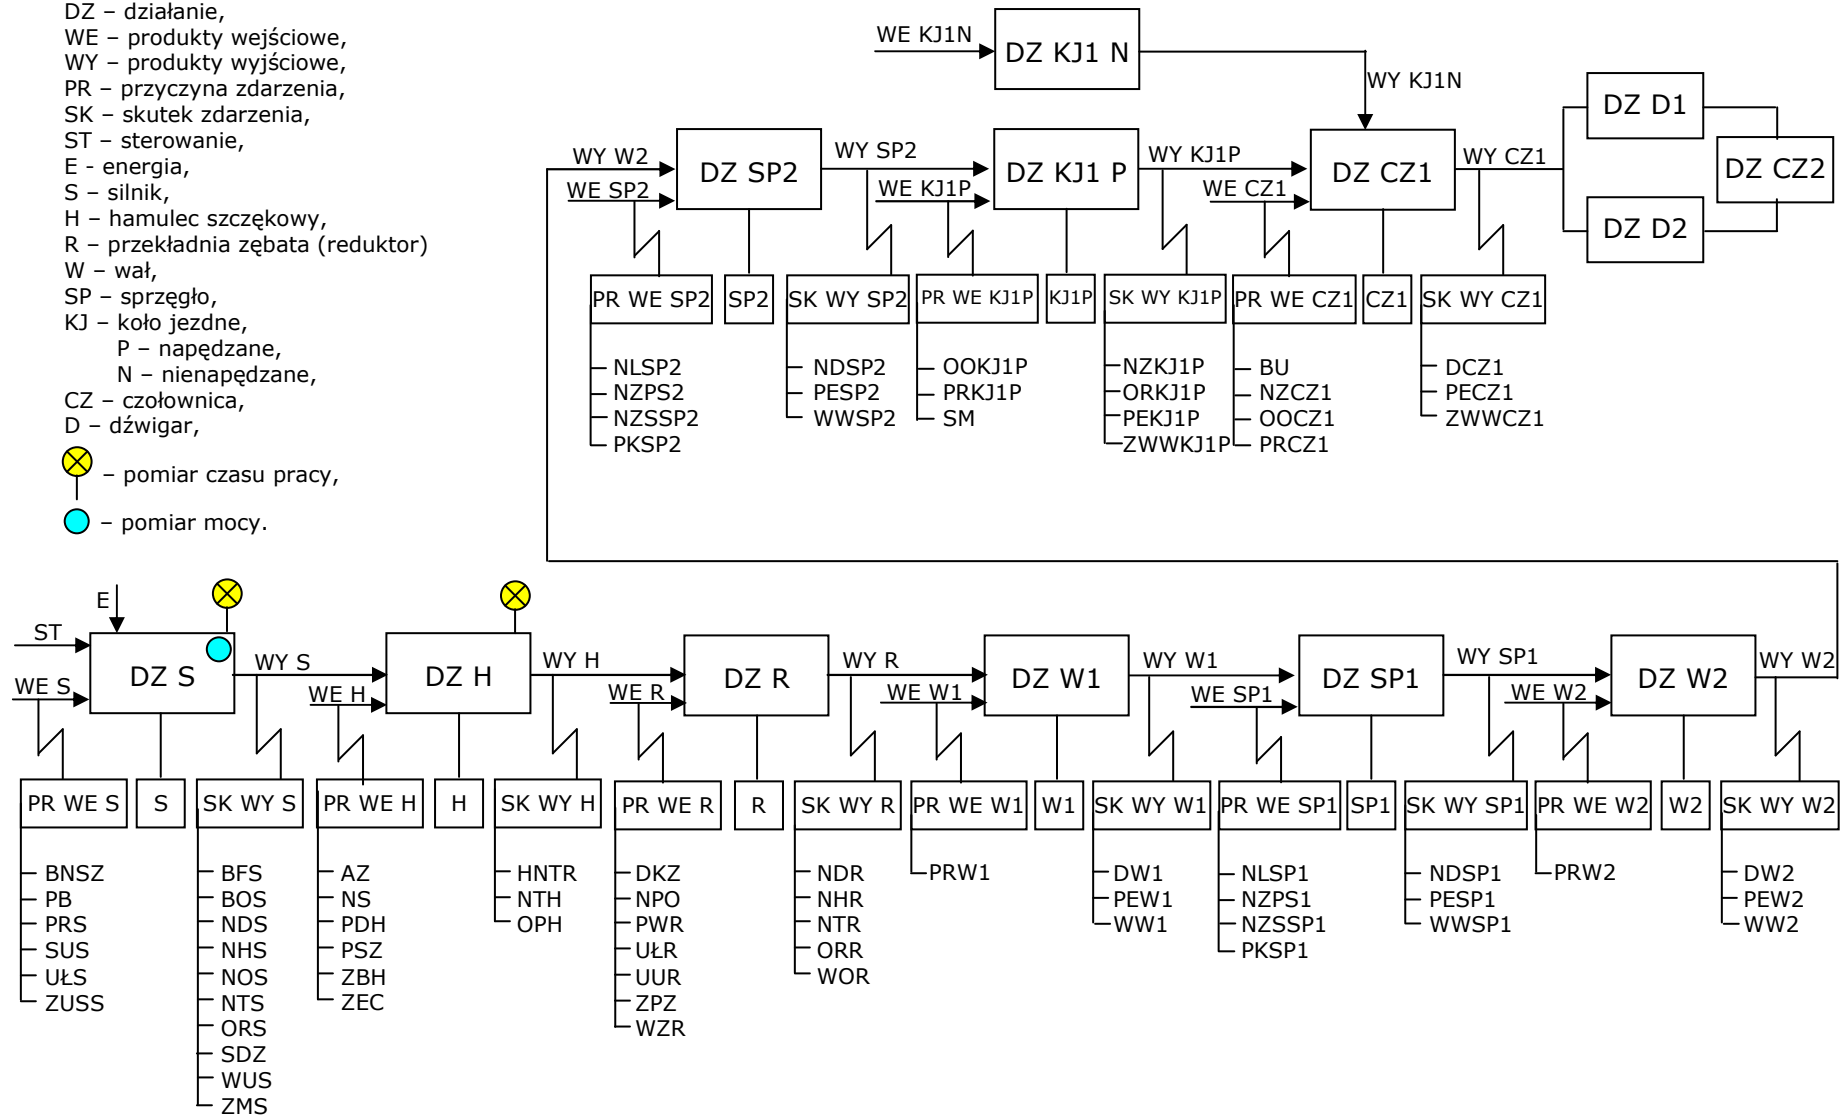 DZ – działanie,
WE – produkty wejściowe,
WY – produkty wyjściowe,
PR – przyczyna zdarzenia,
SK – skutek zdarzenia,
ST – sterowanie,
E - energia,
S – silnik,
H – hamulec szczękowy,
R – przekładnia zębata (reduktor)
W – wał,
SP – sprzęgło,
KJ – koło jezdne,
P – napędzane,
N – nienapędzane,
CZ – czołownica,
D – dźwigar,
– pomiar czasu pracy,
– pomiar mocy.
WE KJ1N
DZ KJ1 N
WY KJ1N
WY W2
WE SP2
DZ SP2
WY SP2
WE KJ1P
DZ KJ1 P
WY KJ1P
WE CZ1
DZ CZ1
WY CZ1
DZ D1
DZ CZ2
DZ D2
PR WE SP2
SP2
SK WY SP2
PR WE KJ1P
KJ1P
SK WY KJ1P
PR WE CZ1
CZ1
SK WY CZ1
NLSP2
NZPS2
NZSSP2
PKSP2
NDSP2
PESP2
WWSP2
OOKJ1P
PRKJ1P
SM
NZKJ1P
ORKJ1P
PEKJ1P
ZWWKJ1P
BU
NZCZ1
OOCZ1
PRCZ1
DCZ1
PECZ1
ZWWCZ1
E
ST
WE S
DZ S
WY S
WE H
DZ H
WY H
WE R
DZ R
WY R
WE W1
DZ W1
WY W1
WE SP1
DZ SP1
WY SP1
WE W2
DZ W2
WY W2
PR WE S
S
SK WY S
PR WE H
H
SK WY H
PR WE R
R
SK WY R
PR WE W1
W1
SK WY W1
PR WE SP1
SP1
SK WY SP1
PR WE W2
W2
SK WY W2
BNSZ
PB
PRS
SUS
UŁS
ZUSS
BFS
BOS
NDS
NHS
NOS
NTS
ORS
SDZ
WUS
ZMS
AZ
NS
PDH
PSZ
ZBH
ZEC
HNTR
NTH
OPH
DKZ
NPO
PWR
UŁR
UUR
ZPZ
WZR
NDR
NHR
NTR
ORR
WOR
PRW1
DW1
PEW1
WW1
NLSP1
NZPS1
NZSSP1
PKSP1
NDSP1
PESP1
WWSP1
PRW2
DW2
PEW2
WW2